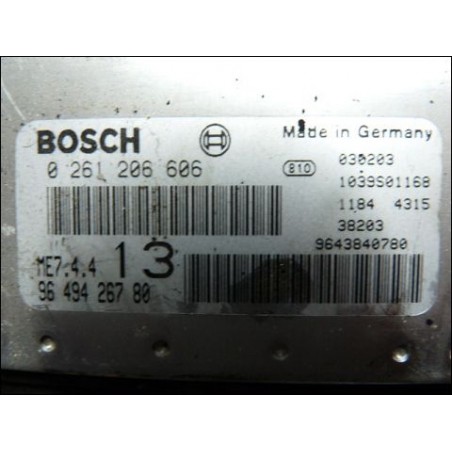 BOSCH
Made in Germany
0 261 206 606
810
030203
1039S01168
1184 4315
38203
9643840780
ME7.4.4
13
96 494 267 80